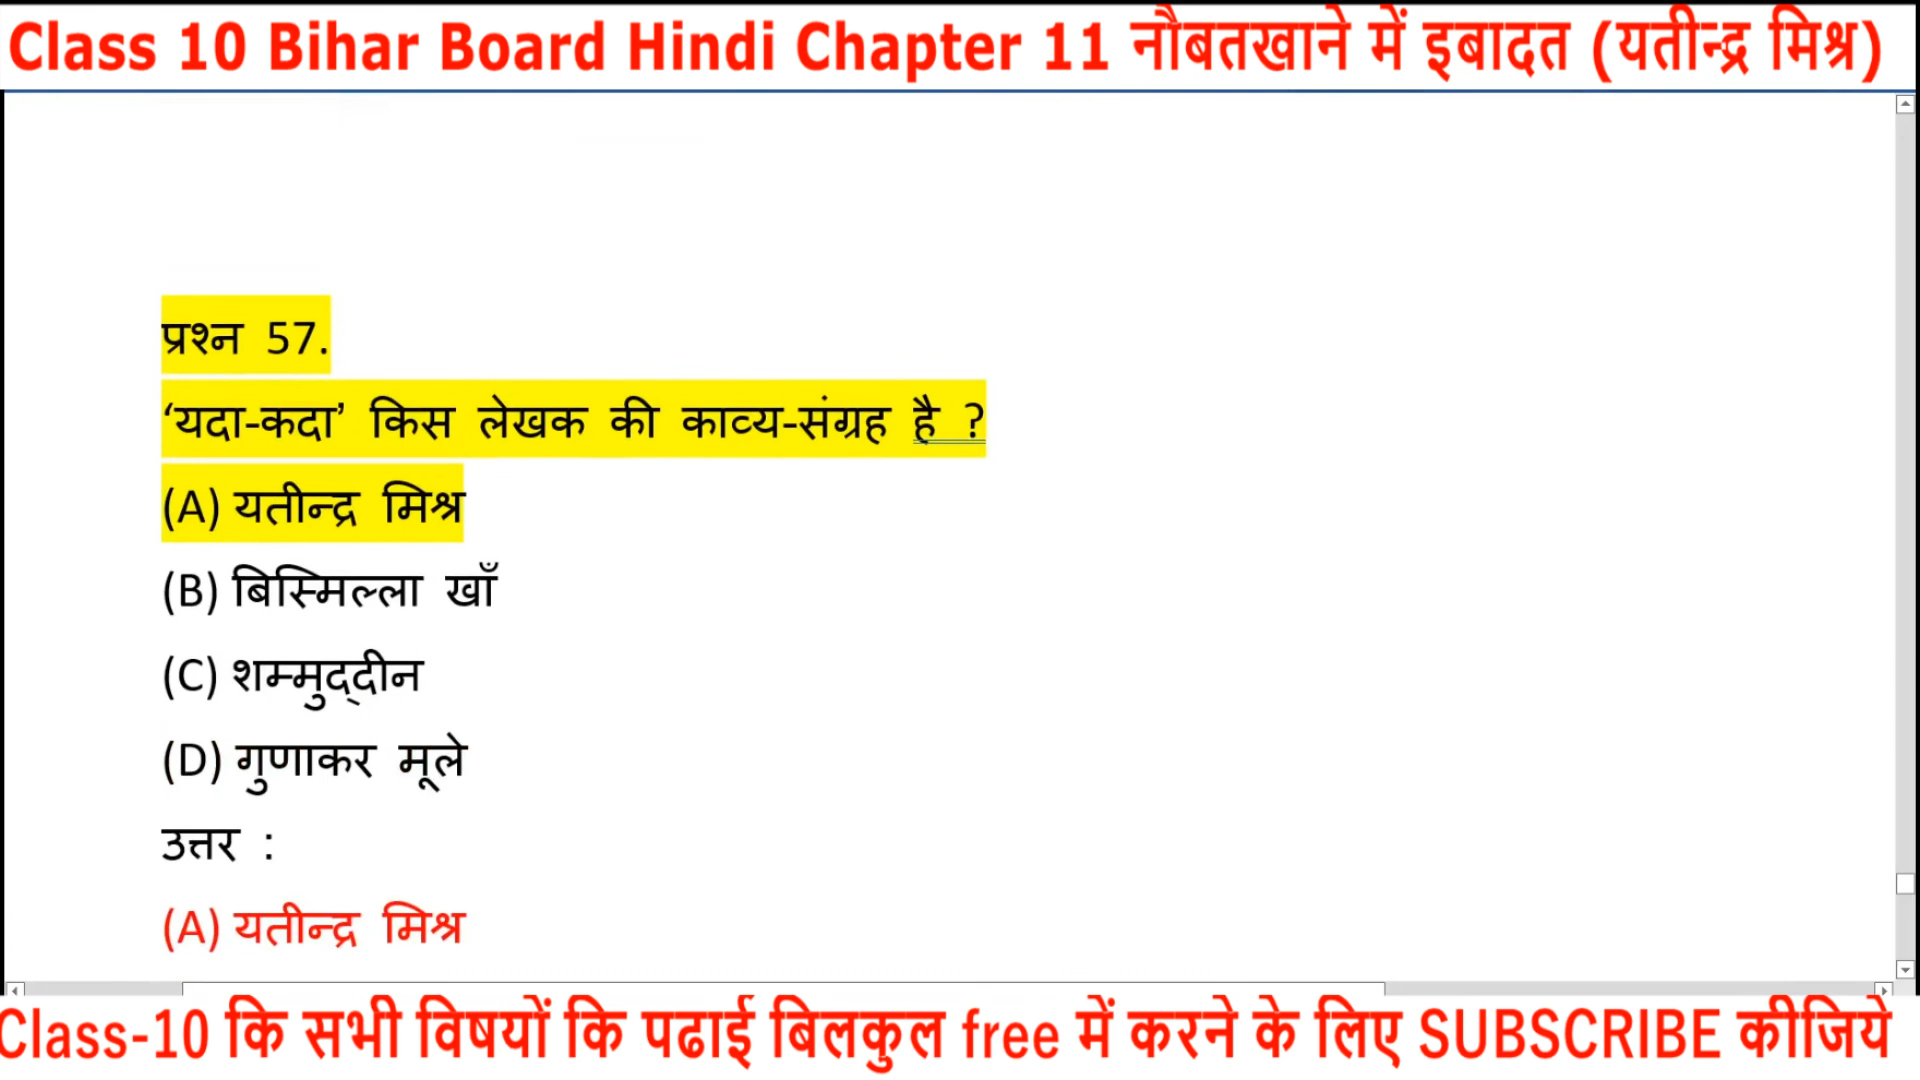 Class 10 Bihar Board Hindi Chapter 11 नौबतखाने में इबादत (यतीन्द्र मिश्र)
प्रश्न 57.
‘यदा-कदा’ किस लेखक की काव्य-संग्रह है ?
(A) यतीन्द्र मिश्र
(B) बिस्मिल्ला खाँ
(C) शम्मुद्दीन
(D) गुणाकर मूले
उत्तर :
(A) यतीन्द्र मिश्र
Class-10 कि सभी विषयों कि पढाई बिलकुल free में करने के लिए SUBSCRIBE कीजिये